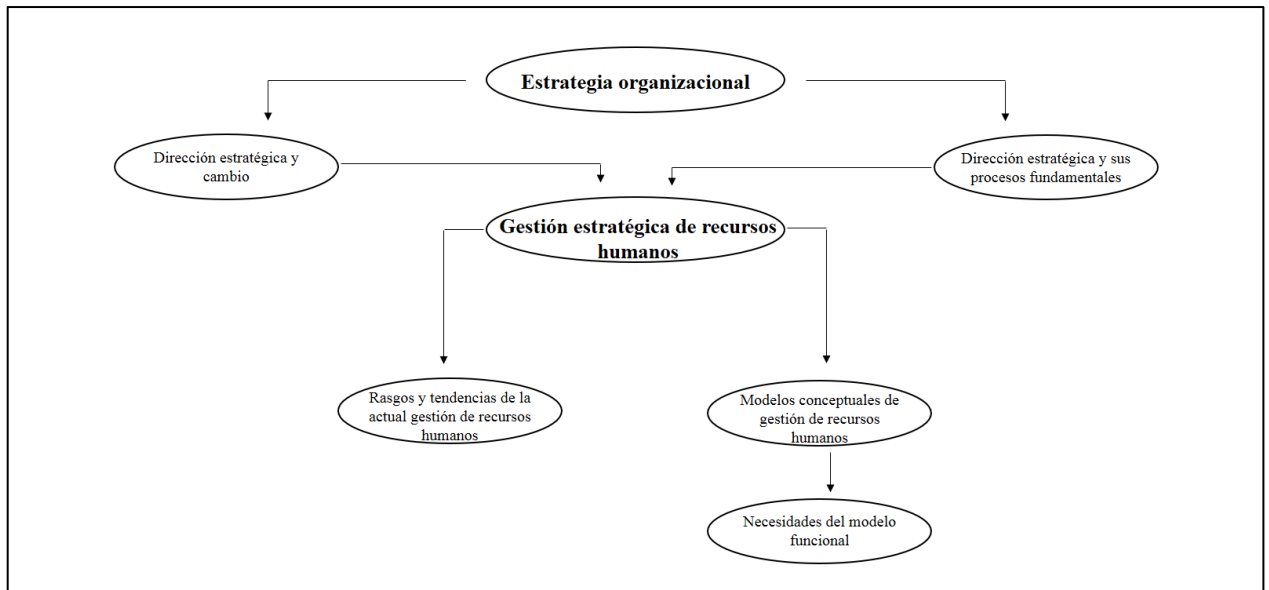 Estrategia organizacional
Dirección estratégica y
cambio
Dirección estratégica y sus
procesos fundamentales
Gestión estratégica de recursos
humanos
Rasgos y tendencias de la
actual gestión de recursos
humanos
Modelos conceptuales de
gestión de recursos
humanos
Necesidades del modelo
funcional